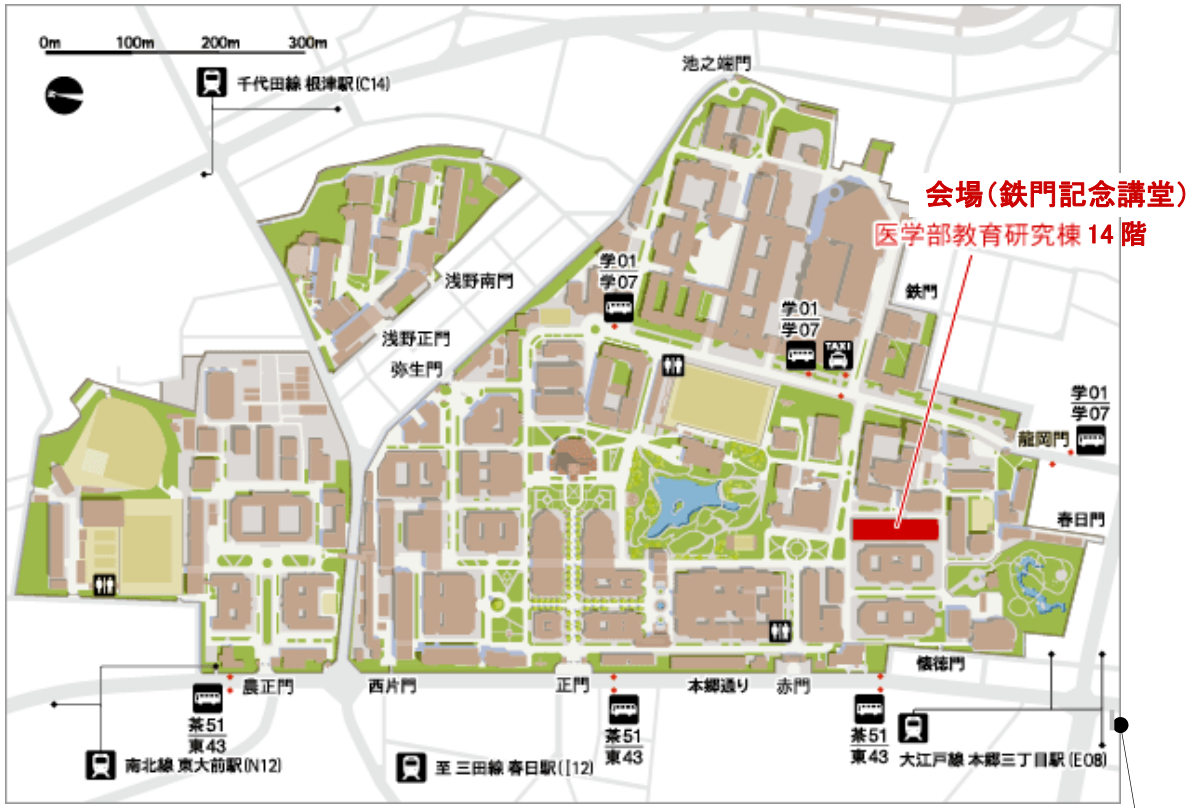 0m 100m 200m 300m
千代田線 根津駅(C14)
池之端門
会場(鉄門記念講堂)
医学部教育研究棟 14 階
学01
学07
浅野南門
鉄門
学01
学07
TAXI
浅野正門
弥生門
学01
学07
龍岡門
春日門
懐徳門
農正門
西片門
正門
本郷通り
赤門
茶51
東43
茶51
東43
茶51
東43
南北線 東大前駅(N12)
至 三田線 春日駅(I12)
大江戸線 本郷三丁目駅(E08)